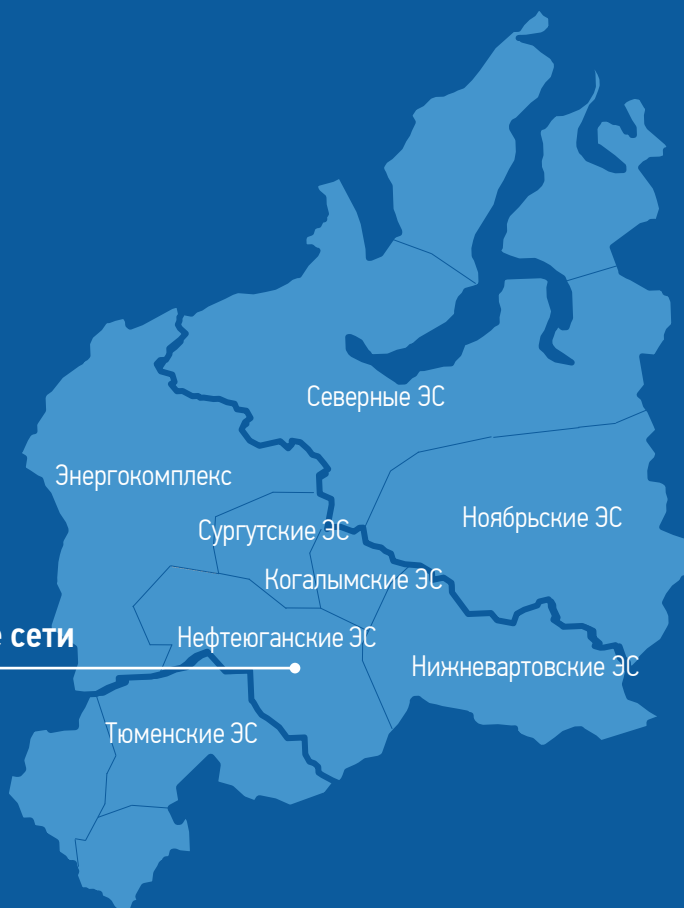 Северные ЭС
Энергокомплекс
Ноябрьские ЭС
Сургутские ЭС
Когалымские ЭС
сети
Нефтеюганские ЭС
Нижневартовские ЭС
Тюменские ЭС